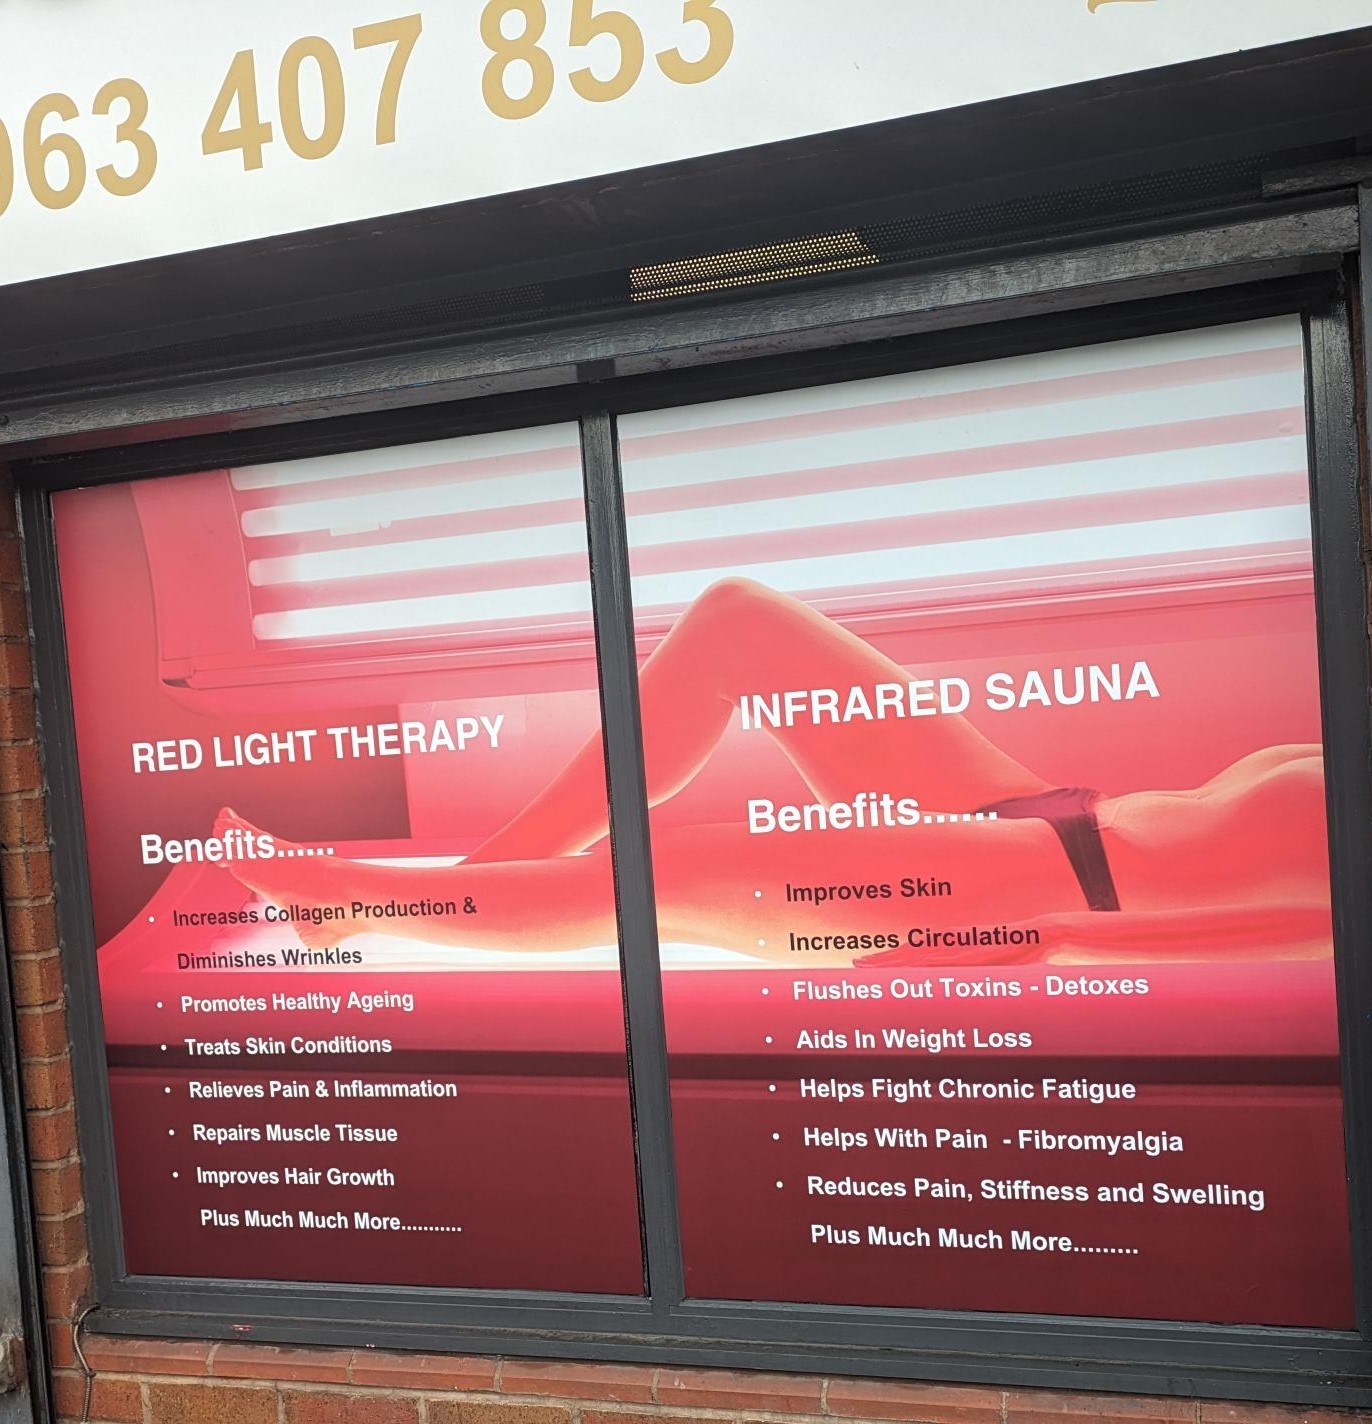 063 407 853
RED LIGHT THERAPY
Benefits......
• Increases Collagen Production &
Diminishes Wrinkles
• Promotes Healthy Ageing
• Treats Skin Conditions
• Relieves Pain & Inflammation
• Repairs Muscle Tissue
• Improves Hair Growth
Plus Much Much More...........
INFRARED SAUNA
Benefits......
• Improves Skin
• Increases Circulation
• Flushes Out Toxins - Detoxes
• Aids In Weight Loss
• Helps Fight Chronic Fatigue
• Helps With Pain  - Fibromyalgia
• Reduces Pain, Stiffness and Swelling
Plus Much Much More.........